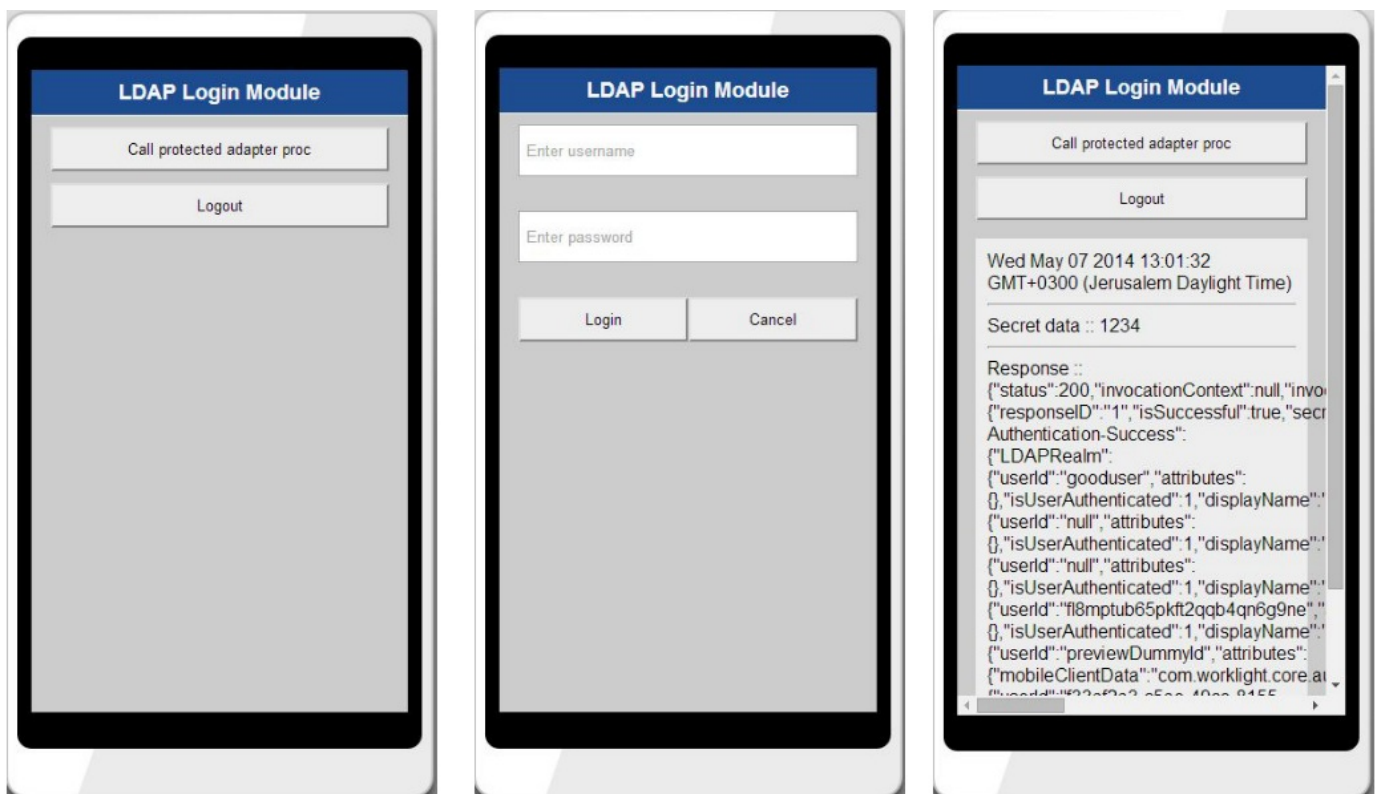 LDAP Login Module
Call protected adapter proc
Logout
LDAP Login Module
Enter username
Enter password
Login
Cancel
LDAP Login Module
Call protected adapter proc
Logout
Wed May 07 2014 13:01:32
GMT+0300 (Jerusalem Daylight Time)
Secret data :: 1234
Response ::
{"status":200,"invocationContext":null,"invo
{"responseID":"1","isSuccessful":true,"secr
Authentication-Success":
{"LDAPRealm":
{"userId":"gooduser","attributes":
{},"isUserAuthenticated":1,"displayName":"
{"userId":"null","attributes":
{},"isUserAuthenticated":1,"displayName":"
{"userId":"null","attributes":
{},"isUserAuthenticated":1,"displayName":"
{"userId":"fl8mptub65pkft2qqb4qn6g9ne","
{},"isUserAuthenticated":1,"displayName":"
{"userId":"previewDummyId","attributes":
{"mobileClientData":"com.worklight.core.au